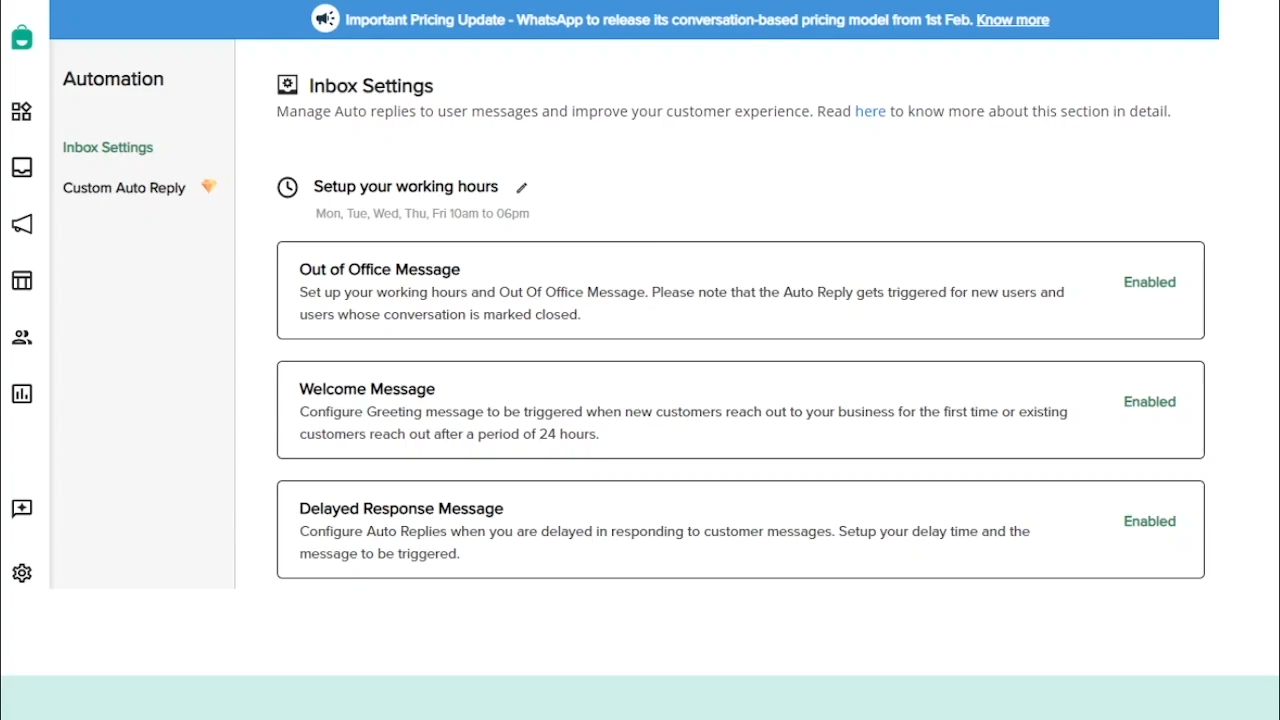 Important Pricing Update - WhatsApp to release its conversation-based pricing model from 1st Feb. Know more
Automation
Inbox Settings
Custom Auto Reply
Inbox Settings
Manage Auto replies to user messages and improve your customer experience. Read here to know more about this section in detail.
Setup your working hours
Mon, Tue, Wed, Thu, Fri 10am to 06pm
Out of Office Message
Set up your working hours and Out Of Office Message. Please note that the Auto Reply gets triggered for new users and
users whose conversation is marked closed.
Enabled
Welcome Message
Configure Greeting message to be triggered when new customers reach out to your business for the first time or existing
customers reach out after a period of 24 hours.
Enabled
Delayed Response Message
Configure Auto Replies when you are delayed in responding to customer messages. Setup your delay time and the
message to be triggered.
Enabled